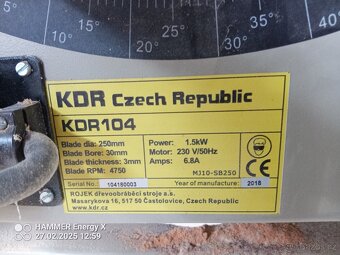 5°
10°
15°
20°
25°
30°
35°
40°
30°
20°
KDR Czech Republic
KDR104
Blade dia: 250mm
Blade Bore: 30mm
Blade thickness: 3mm
Blade RPM: 4750
Power: 1.5kW
Motor: 230 V/50Hz
Amps: 6.8A
MJ10-SB250
Serial No.: 104180003
Year of manufacture: 2018
ROJEK dřevoobráběcí stroje a.s.
Masarykova 16, 517 50 Častolovice, Czech Republic
www.kdr.cz
HAMMER Energy X
27/02/2025 12:59